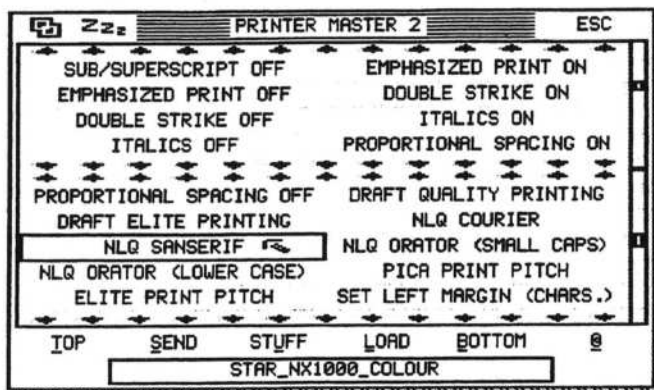 Zzzz PRINTER MASTER 2 ESC
SUB/SUPERSCRIPT OFF EMPHASIZED PRINT ON
EMPHASIZED PRINT OFF DOUBLE STRIKE ON
DOUBLE STRIKE OFF ITALICS ON
ITALICS OFF PROPORTIONAL SPACING ON
PROPORTIONAL SPACING OFF DRAFT QUALITY PRINTING
DRAFT ELITE PRINTING NLQ COURIER
NLQ SANSERIF NLQ ORATOR (SMALL CAPS)
NLQ ORATOR (LOWER CASE) PICA PRINT PITCH
ELITE PRINT PITCH SET LEFT MARGIN (CHARS.)
TOP SEND STUFF LOAD BOTTOM @
STAR_NX1000_COLOUR